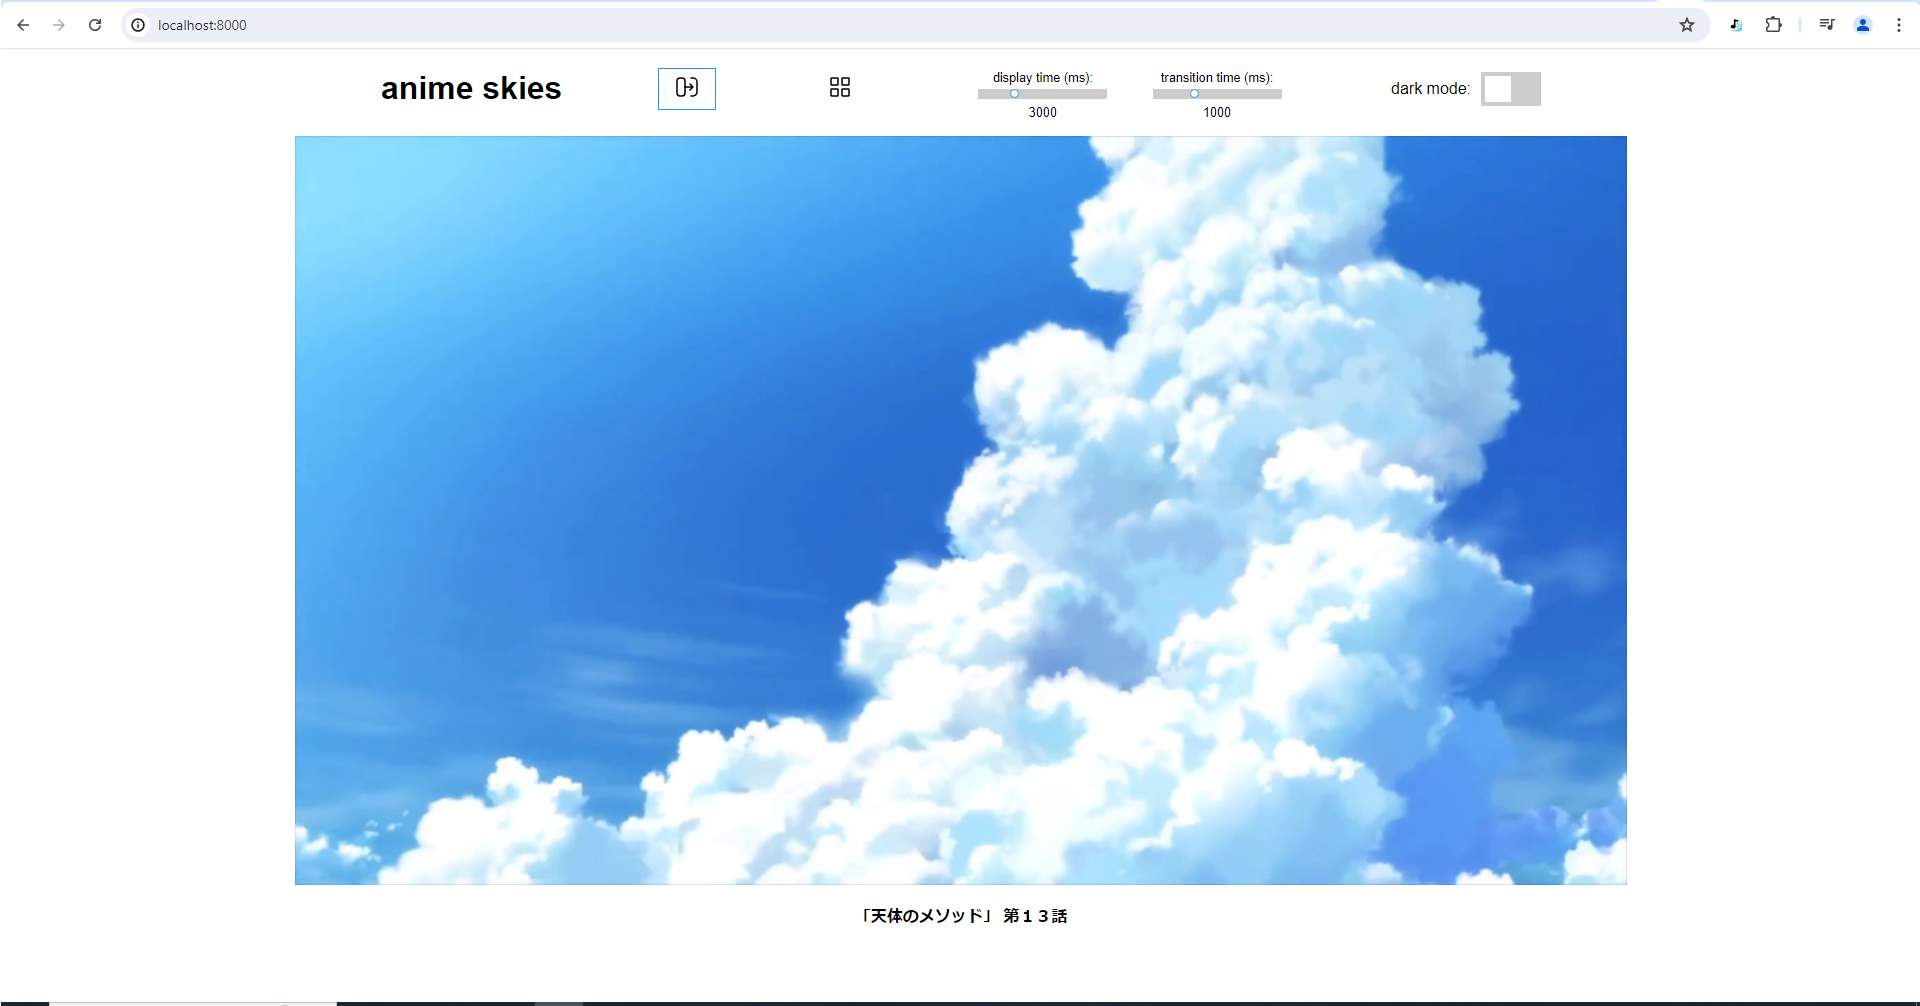 localhost:8000
anime skies
display time (ms):
3000
transition time (ms):
1000
dark mode:
「天体のメソッド」 第１３話